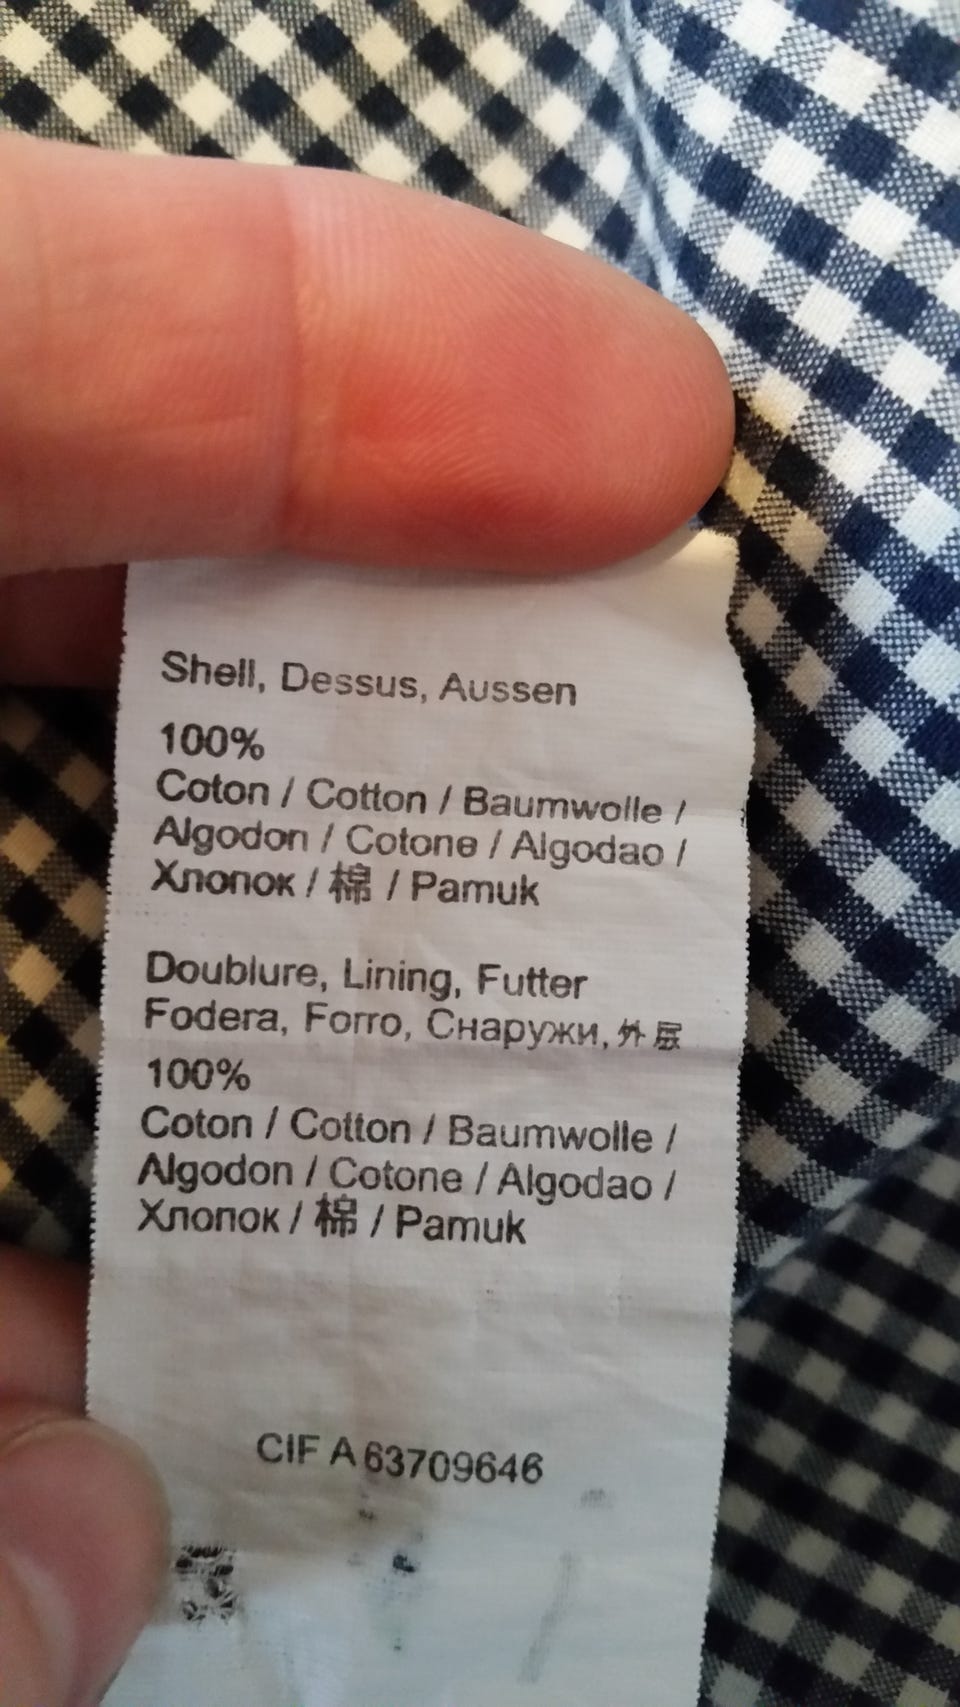 Shell, Dessus, Aussen
100%
Coton / Cotton / Baumwolle /
Algodon / Cotone / Algodao /
Хлопок / 棉 / Pamuk
Doublure, Lining, Futter
Fodera, Forro, Снаружи, 外层
100%
Coton / Cotton / Baumwolle /
Algodon / Cotone / Algodao /
Хлопок / 棉 / Pamuk
CIF A 63709646